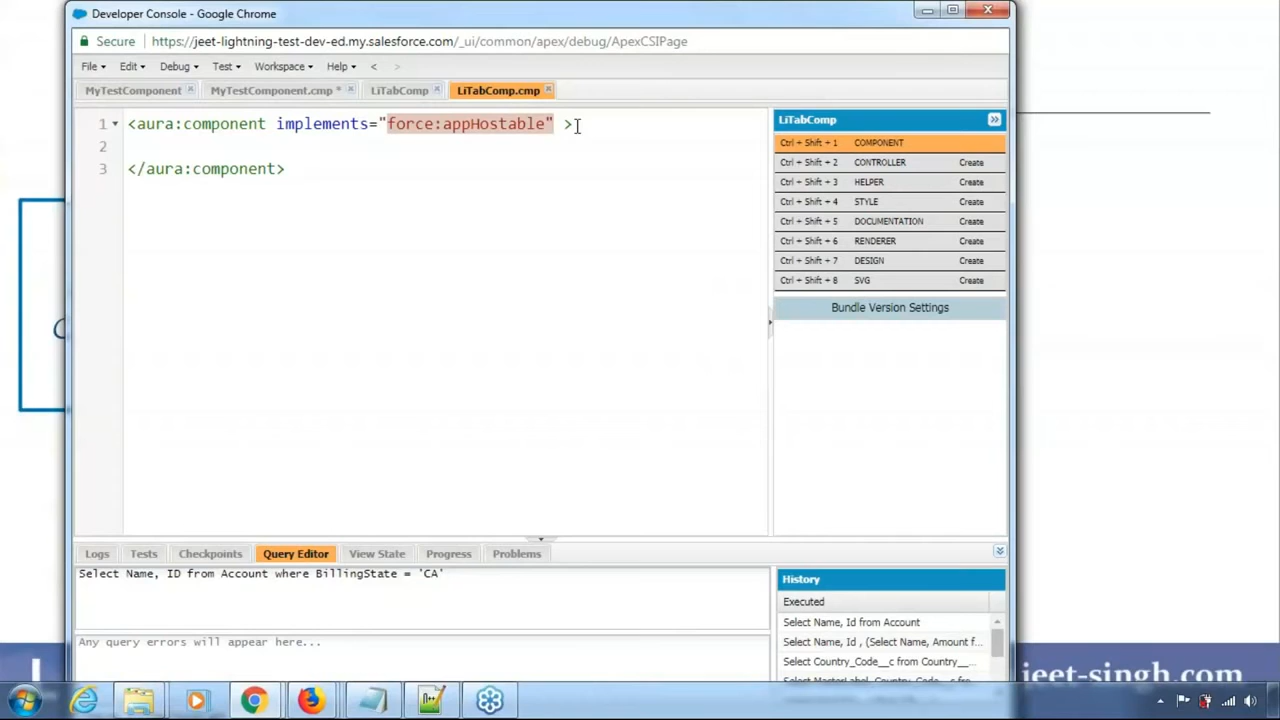 Developer Console - Google Chrome
Secure https://jeet-lightning-test-dev-ed.my.salesforce.com/_ui/common/apex/debug/ApexCSIPage
File Edit Debug Test Workspace Help < >
MyTestComponent MyTestComponent.cmp * LiTabComp LiTabComp.cmp
1 <aura:component implements="force:appHostable" >
2
3 </aura:component>
LiTabComp
Ctrl + Shift + 1 COMPONENT
Ctrl + Shift + 2 CONTROLLER Create
Ctrl + Shift + 3 HELPER Create
Ctrl + Shift + 4 STYLE Create
Ctrl + Shift + 5 DOCUMENTATION Create
Ctrl + Shift + 6 RENDERER Create
Ctrl + Shift + 7 DESIGN Create
Ctrl + Shift + 8 SVG Create
Bundle Version Settings
Logs Tests Checkpoints Query Editor View State Progress Problems
Select Name, ID from Account where BillingState = 'CA'
Any query errors will appear here...
History
Executed
Select Name, Id from Account
Select Name, Id , (Select Name, Amount f...
Select Country_Code__c from Country__...
Select MasterLabel, Country_Code__c fro...
jeet-singh.com